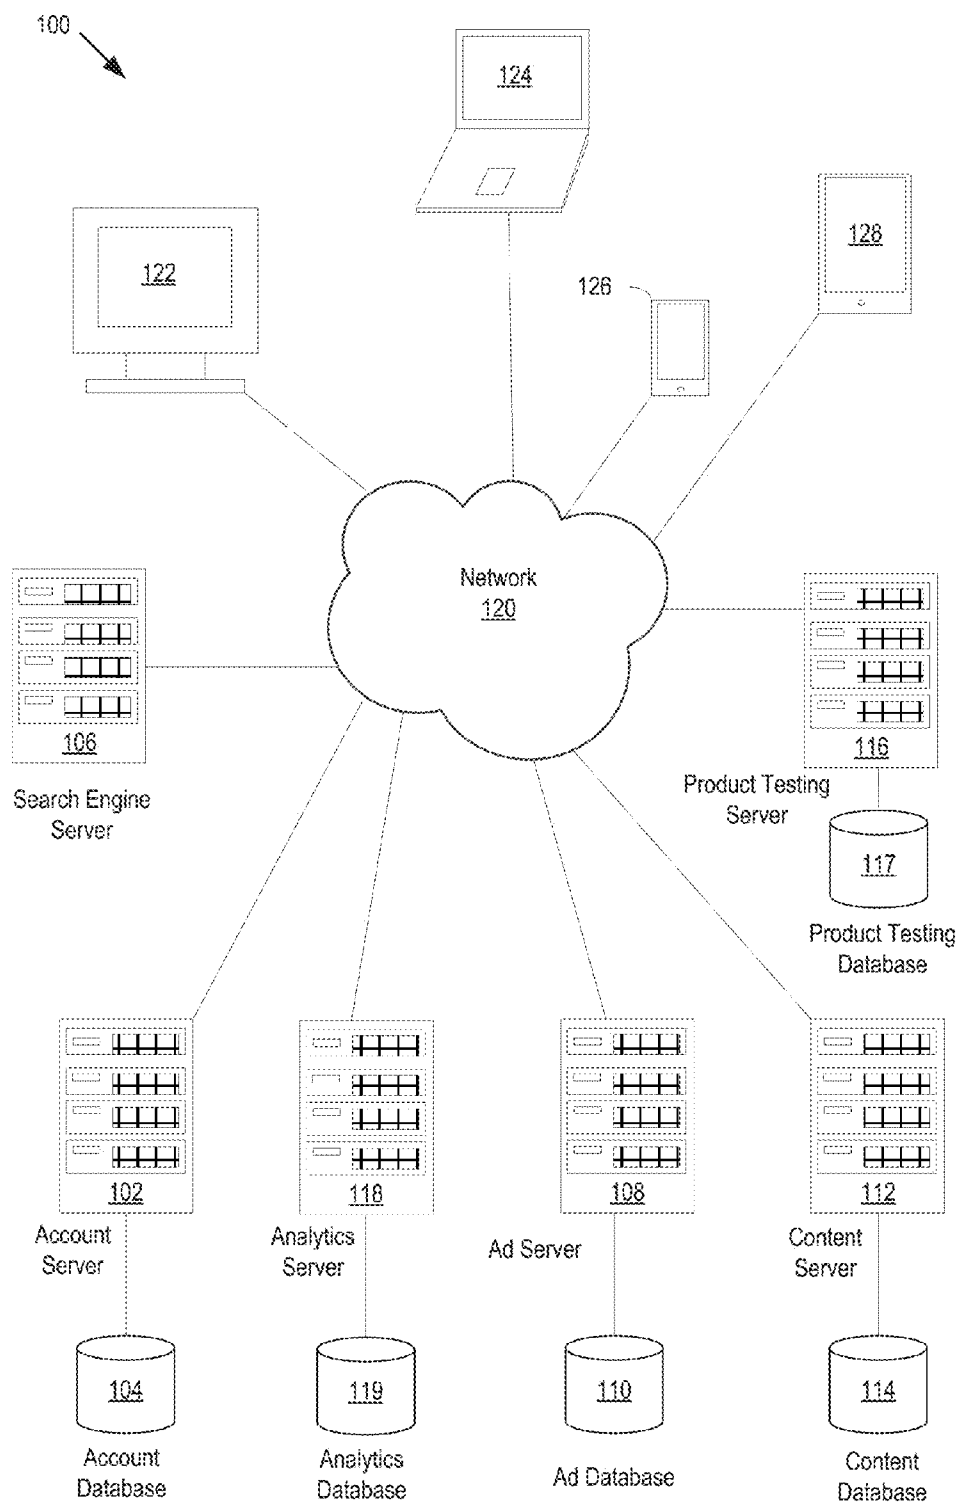 100
124
128
122
126
Network
120
106
Search Engine
Server
116
Product Testing
Server
117
Product Testing
Database
102
Account
Server
118
Analytics
Server
108
Ad Server
112
Content
Server
104
Account
Database
119
Analytics
Database
110
Ad Database
114
Content
Database